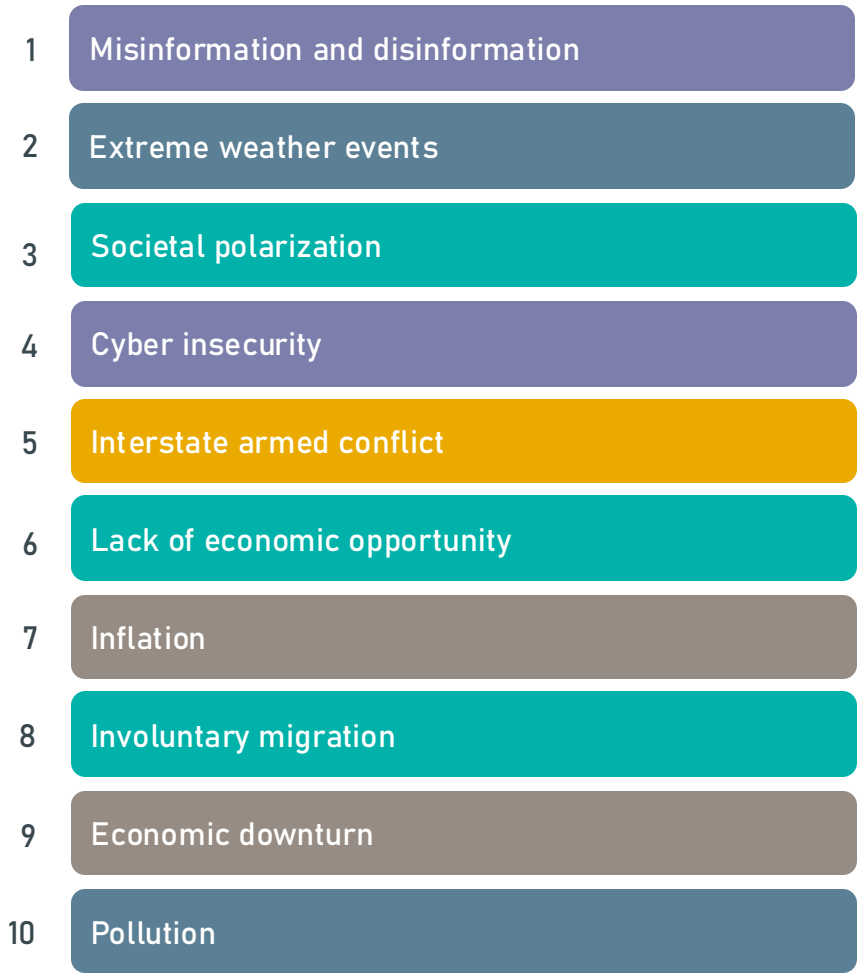 1 Misinformation and disinformation
2 Extreme weather events
3 Societal polarization
4 Cyber insecurity
5 Interstate armed conflict
6 Lack of economic opportunity
7 Inflation
8 Involuntary migration
9 Economic downturn
10 Pollution